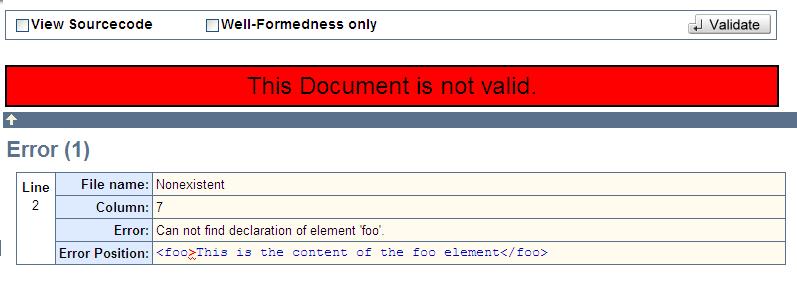 View Sourcecode Well-Formedness only Validate
This Document is not valid.
Error (1)
Line File name: Nonexistent
2 Column: 7
Error: Can not find declaration of element 'foo'.
Error Position: <foo>This is the content of the foo element</foo>